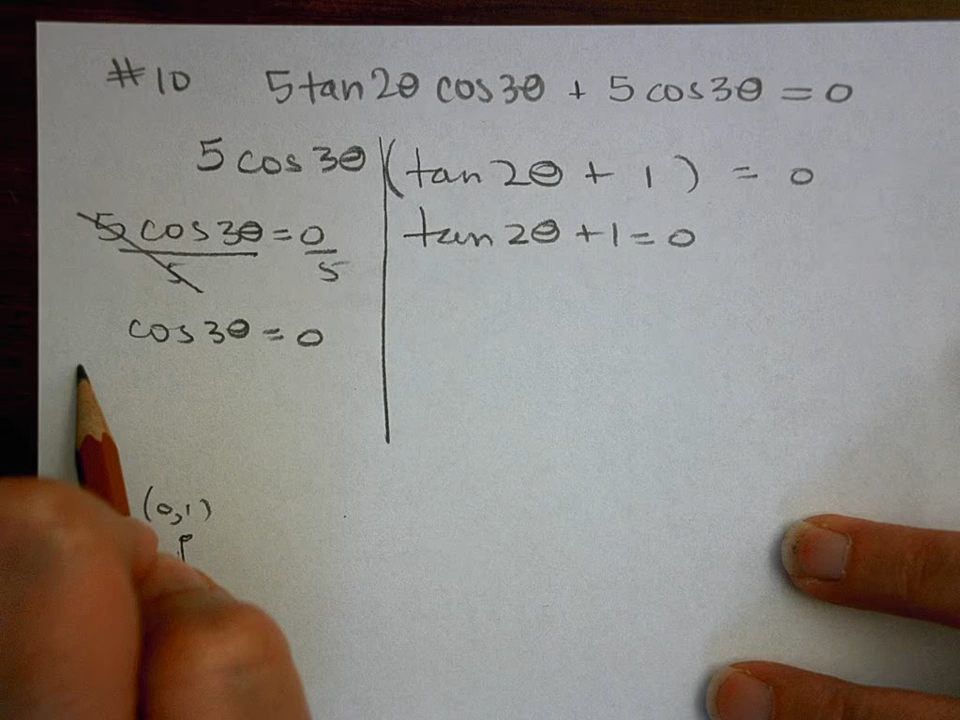 #10 5tan2θ cos3θ + 5cos3θ = 0
5cos3θ (tan2θ + 1) = 0
5cos3θ = 0 tan2θ + 1 = 0
5 5
cos3θ = 0
(0,1)